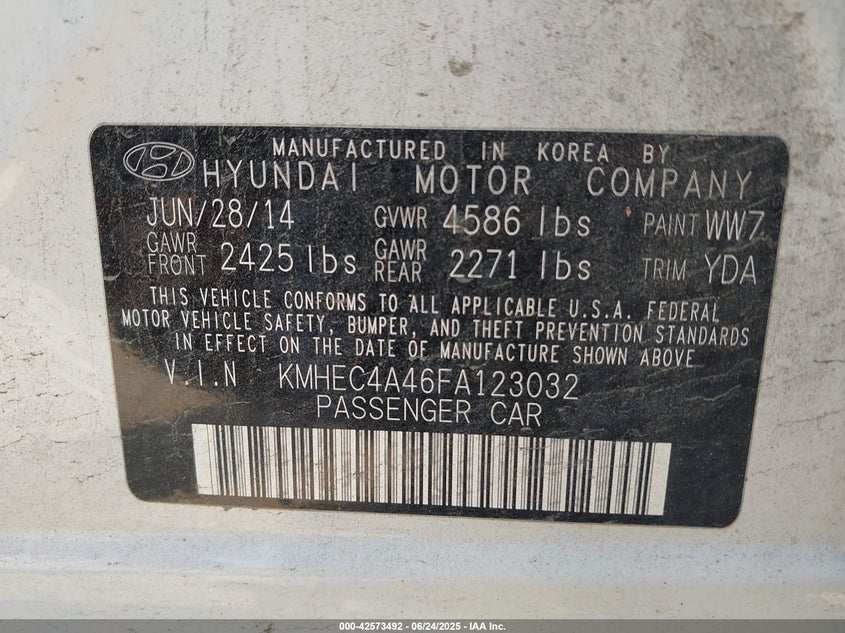 MANUFACTURED IN KOREA BY
HYUNDAI MOTOR COMPANY
JUN/28/14 GVWR 4586 lbs PAINT WW7
GAWR FRONT 2425 lbs GAWR REAR 2271 lbs TRIM YDA
THIS VEHICLE CONFORMS TO ALL APPLICABLE U.S.A. FEDERAL
MOTOR VEHICLE SAFETY, BUMPER, AND THEFT PREVENTION STANDARDS
IN EFFECT ON THE DATE OF MANUFACTURE SHOWN ABOVE.
V.I.N KMHEC4A46FA123032
PASSENGER CAR
000-42573492 - 06/24/2025 - IAA Inc.